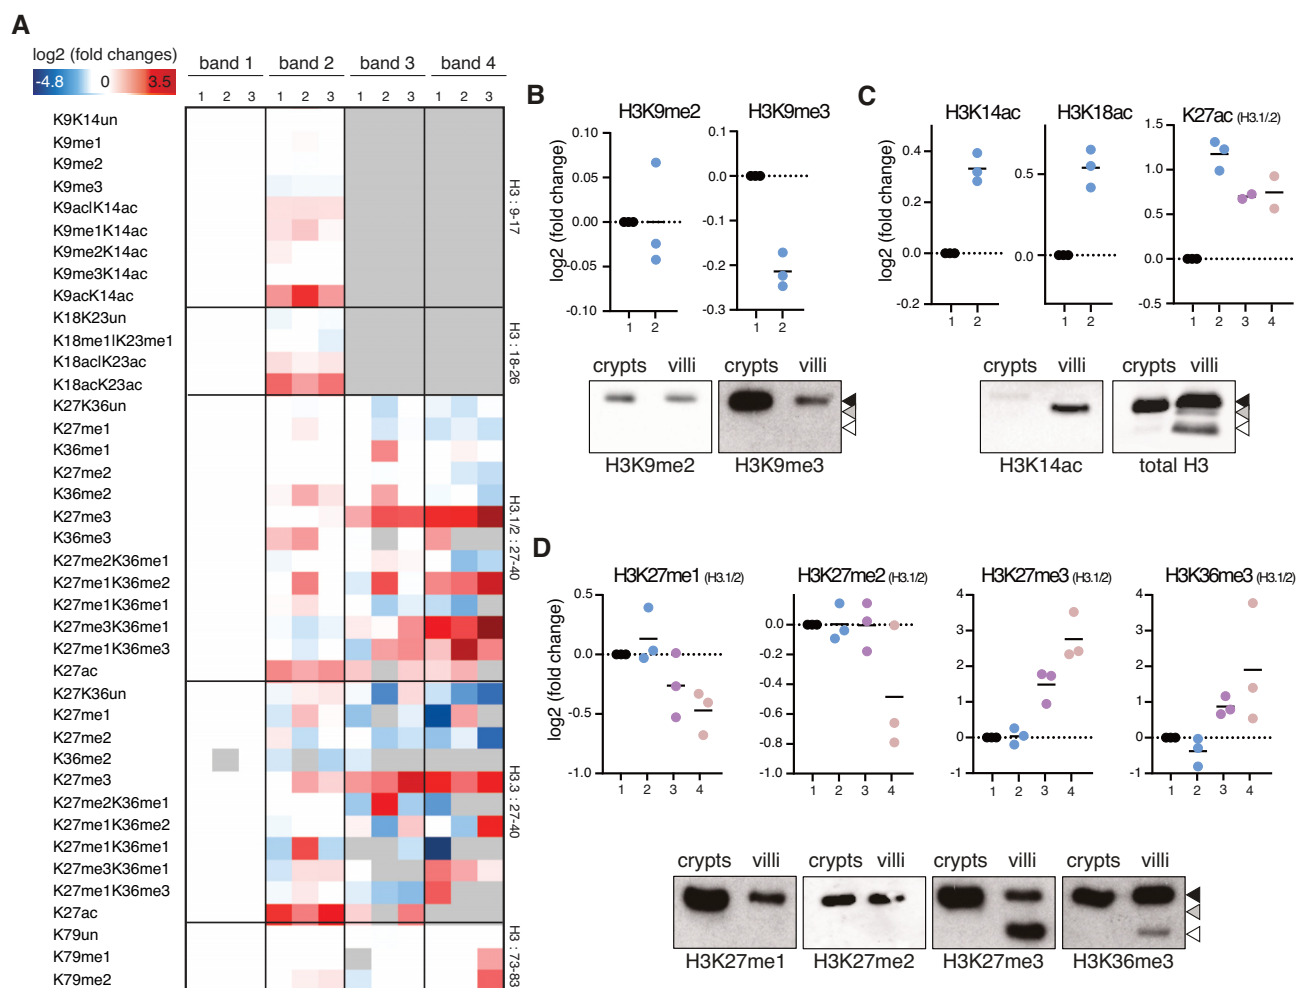 A
log2 (fold changes)
-4.8 0 3.5
band 1 band 2 band 3 band 4
1 2 3 1 2 3 1 2 3 1 2 3
K9K14un
K9me1
K9me2
K9me3
K9aclK14ac
K9me1K14ac
K9me2K14ac
K9me3K14ac
K9acK14ac
H3 : 9-17
K18K23un
K18me1lK23me1
K18aclK23ac
K18acK23ac
H3 : 18-26
K27K36un
K27me1
K36me1
K27me2
K36me2
K27me3
K36me3
K27me2K36me1
K27me1K36me2
K27me1K36me1
K27me3K36me1
K27me1K36me3
K27ac
H3.1/2 : 27-40
K27K36un
K27me1
K27me2
K36me2
K27me3
K27me2K36me1
K27me1K36me2
K27me1K36me1
K27me3K36me1
K27me1K36me3
K27ac
H3.3 : 27-40
K79un
K79me1
K79me2
H3 : 73-83
B
H3K9me2 H3K9me3
log2 (fold change)
0.10
0.05
0.00
-0.05
-0.10
1 2
0.1
0.0
-0.1
-0.2
-0.3
1 2
crypts villi crypts villi
H3K9me2 H3K9me3
C
H3K14ac H3K18ac K27ac (H3.1/.2)
log2 (fold change)
0.4
0.2
0.0
-0.2
1 2
0.5
0.0
1 2
1.5
1.0
0.5
0.0
-0.5
1 2 3 4
crypts villi crypts villi
H3K14ac total H3
D
H3K27me1 (H3.1/2) H3K27me2 (H3.1/2) H3K27me3 (H3.1/2) H3K36me3 (H3.1/2)
log2 (fold change)
0.5
0.0
-0.5
-1.0
1 2 3 4
0.0
-0.2
-0.4
-0.6
-0.8
-1.0
1 2 3 4
4
3
2
1
0
-1
1 2 3 4
4
3
2
1
0
-1
1 2 3 4
crypts villi crypts villi crypts villi crypts villi
H3K27me1 H3K27me2 H3K27me3 H3K36me3